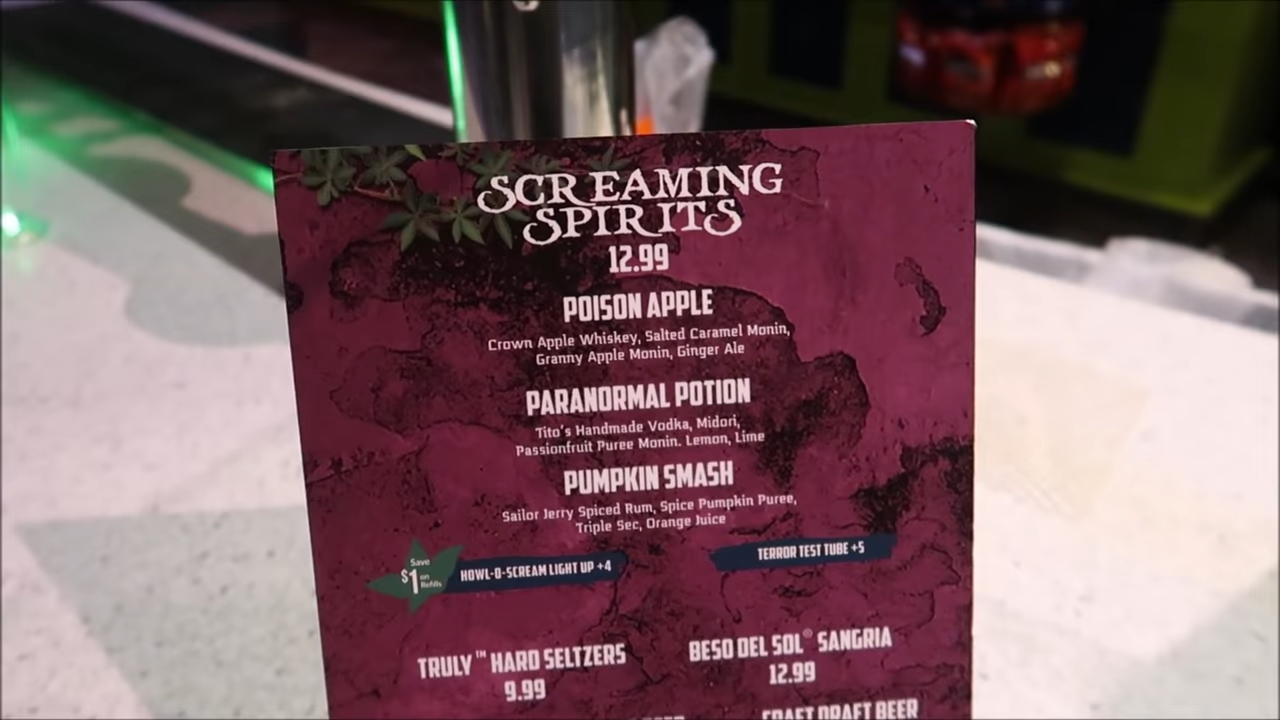 SCREAMING
SPIRITS
12.99
POISON APPLE
Crown Apple Whiskey, Salted Caramel Monin,
Granny Apple Monin, Ginger Ale
PARANORMAL POTION
Tito's Handmade Vodka, Midori,
Passionfruit Puree Monin. Lemon, Lime
PUMPKIN SMASH
Sailor Jerry Spiced Rum, Spice Pumpkin Puree,
Triple Sec, Orange Juice
Save
$1 on
Refills
HOWL-O-SCREAM LIGHT UP +4
TERROR TEST TUBE +5
TRULY™ HARD SELTZERS
9.99
BESO DEL SOL® SANGRIA
12.99
CRAFT DRAFT BEER